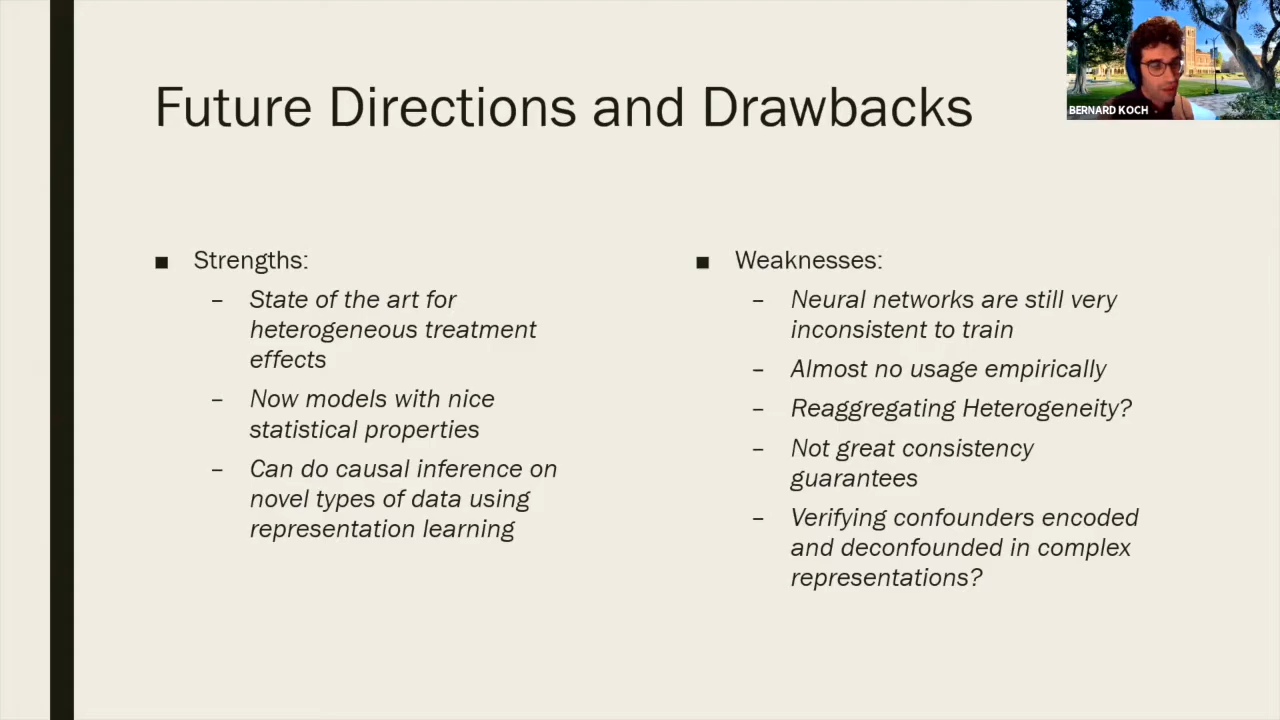 Future Directions and Drawbacks
BERNARD KOCH
■ Strengths:
– State of the art for
heterogeneous treatment
effects
– Now models with nice
statistical properties
– Can do causal inference on
novel types of data using
representation learning
■ Weaknesses:
– Neural networks are still very
inconsistent to train
– Almost no usage empirically
– Reaggregating Heterogeneity?
– Not great consistency
guarantees
– Verifying confounders encoded
and deconfounded in complex
representations?